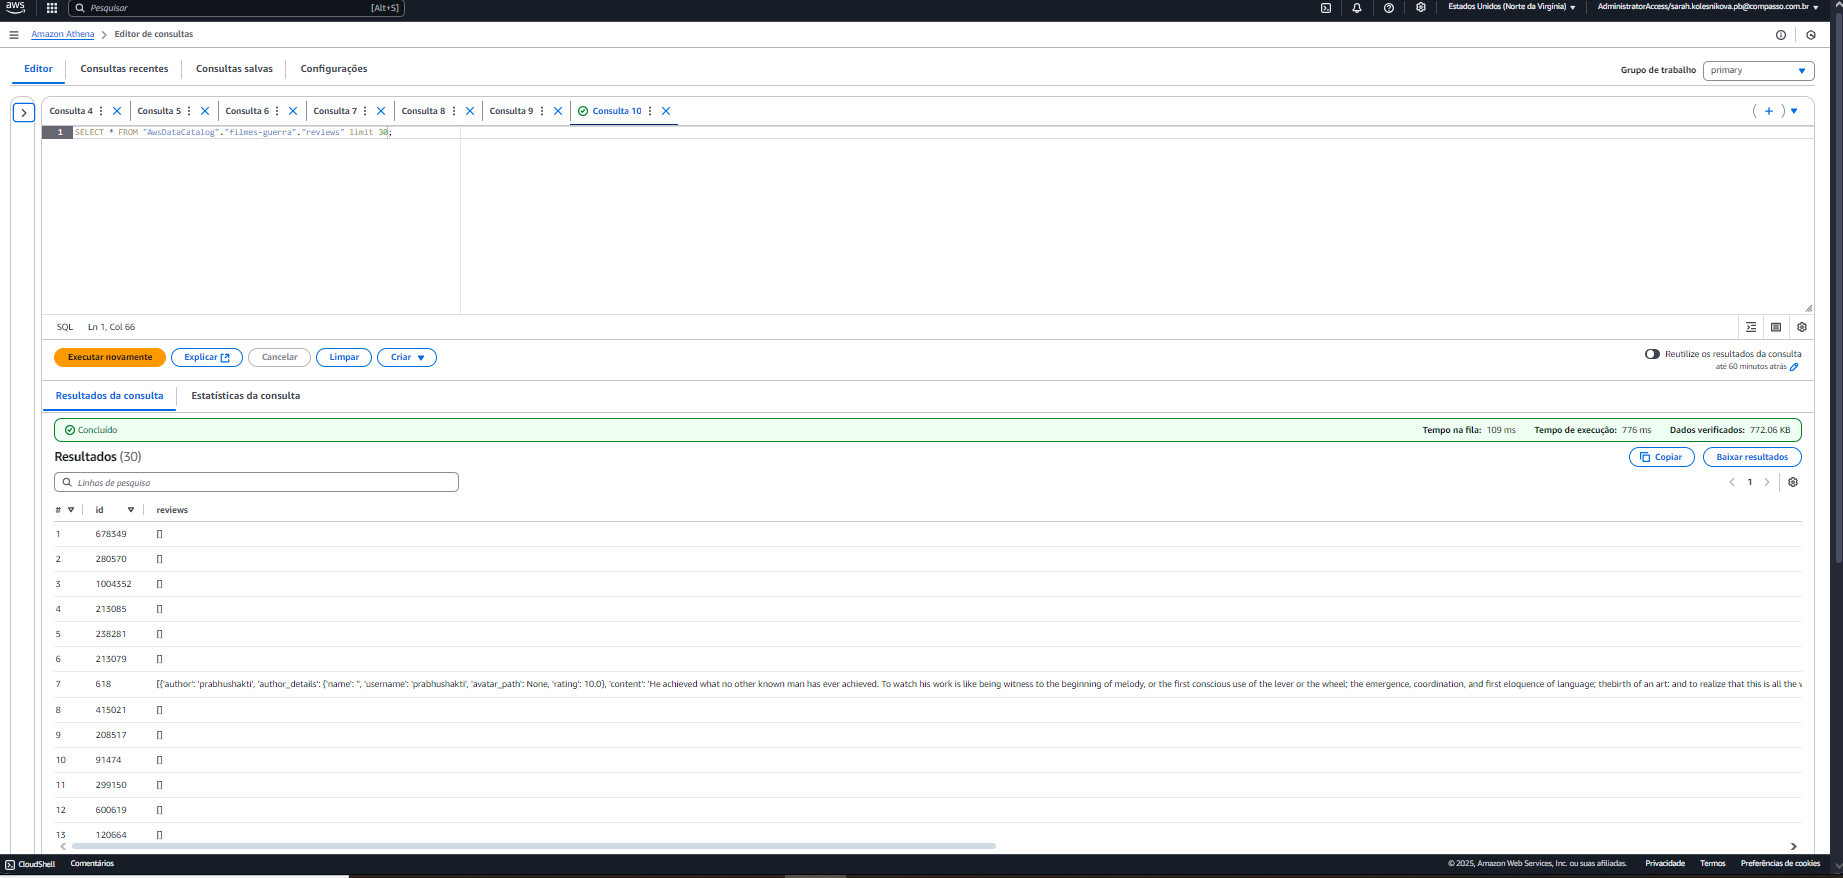 aws Pesquisar [Alt+S] Estados Unidos (Norte da Virgínia) AdministratorAccess/sarah.kolesnikova.pb@compasso.com.br
Amazon Athena > Editor de consultas
Editor Consultas recentes Consultas salvas Configurações Grupo de trabalho primary
Consulta 4 Consulta 5 Consulta 6 Consulta 7 Consulta 8 Consulta 9 Consulta 10
1 SELECT * FROM "AwsDataCatalog"."filmes-guerra"."reviews" limit 30;
SQL Ln 1, Col 66
Executar novamente Explicar Cancelar Limpar Criar Reutilize os resultados da consulta
até 60 minutos atrás
Resultados da consulta Estatísticas da consulta
Concluído Tempo na fila: 109 ms Tempo de execução: 776 ms Dados verificados: 772.06 KB
Resultados (30) Copiar Baixar resultados
Linhas de pesquisa < 1 >
# id reviews
1 678349 []
2 280570 []
3 1004352 []
4 213085 []
5 238281 []
6 213079 []
7 618 [{'author': 'prabhushakti', 'author_details': {'name': '', 'username': 'prabhushakti', 'avatar_path': None, 'rating': 10.0}, 'content': 'He achieved what no other known man has ever achieved. To watch his work is like being witness to the beginning of melody, or the first conscious use of the lever or the wheel; the emergence, coordination, and first eloquence of language; thebirth of an art: and to realize that this is all the
8 415021 []
9 208517 []
10 91474 []
11 299150 []
12 600619 []
13 120664 []
CloudShell Comentários © 2025, Amazon Web Services, Inc. ou suas afiliadas. Privacidade Termos Preferências de cookies